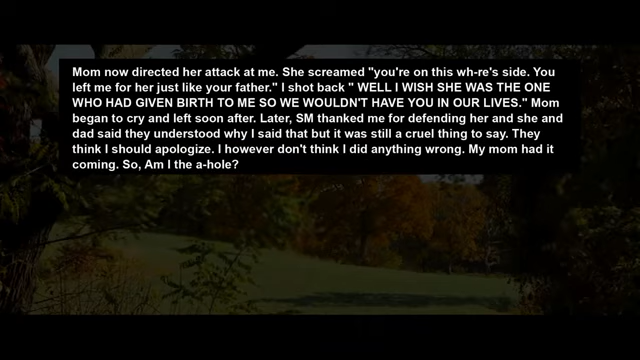 Mom now directed her attack at me. She screamed "you're on this wh-re's side. You
left me for her just like your father." I shot back " WELL I WISH SHE WAS THE ONE
WHO HAD GIVEN BIRTH TO ME SO WE WOULDN'T HAVE YOU IN OUR LIVES." Mom
began to cry and left soon after. Later, SM thanked me for defending her and she and
dad said they understood why I said that but it was still a cruel thing to say. They
think I should apologize. I however don't think I did anything wrong. My mom had it
coming. So, Am I the a-hole?